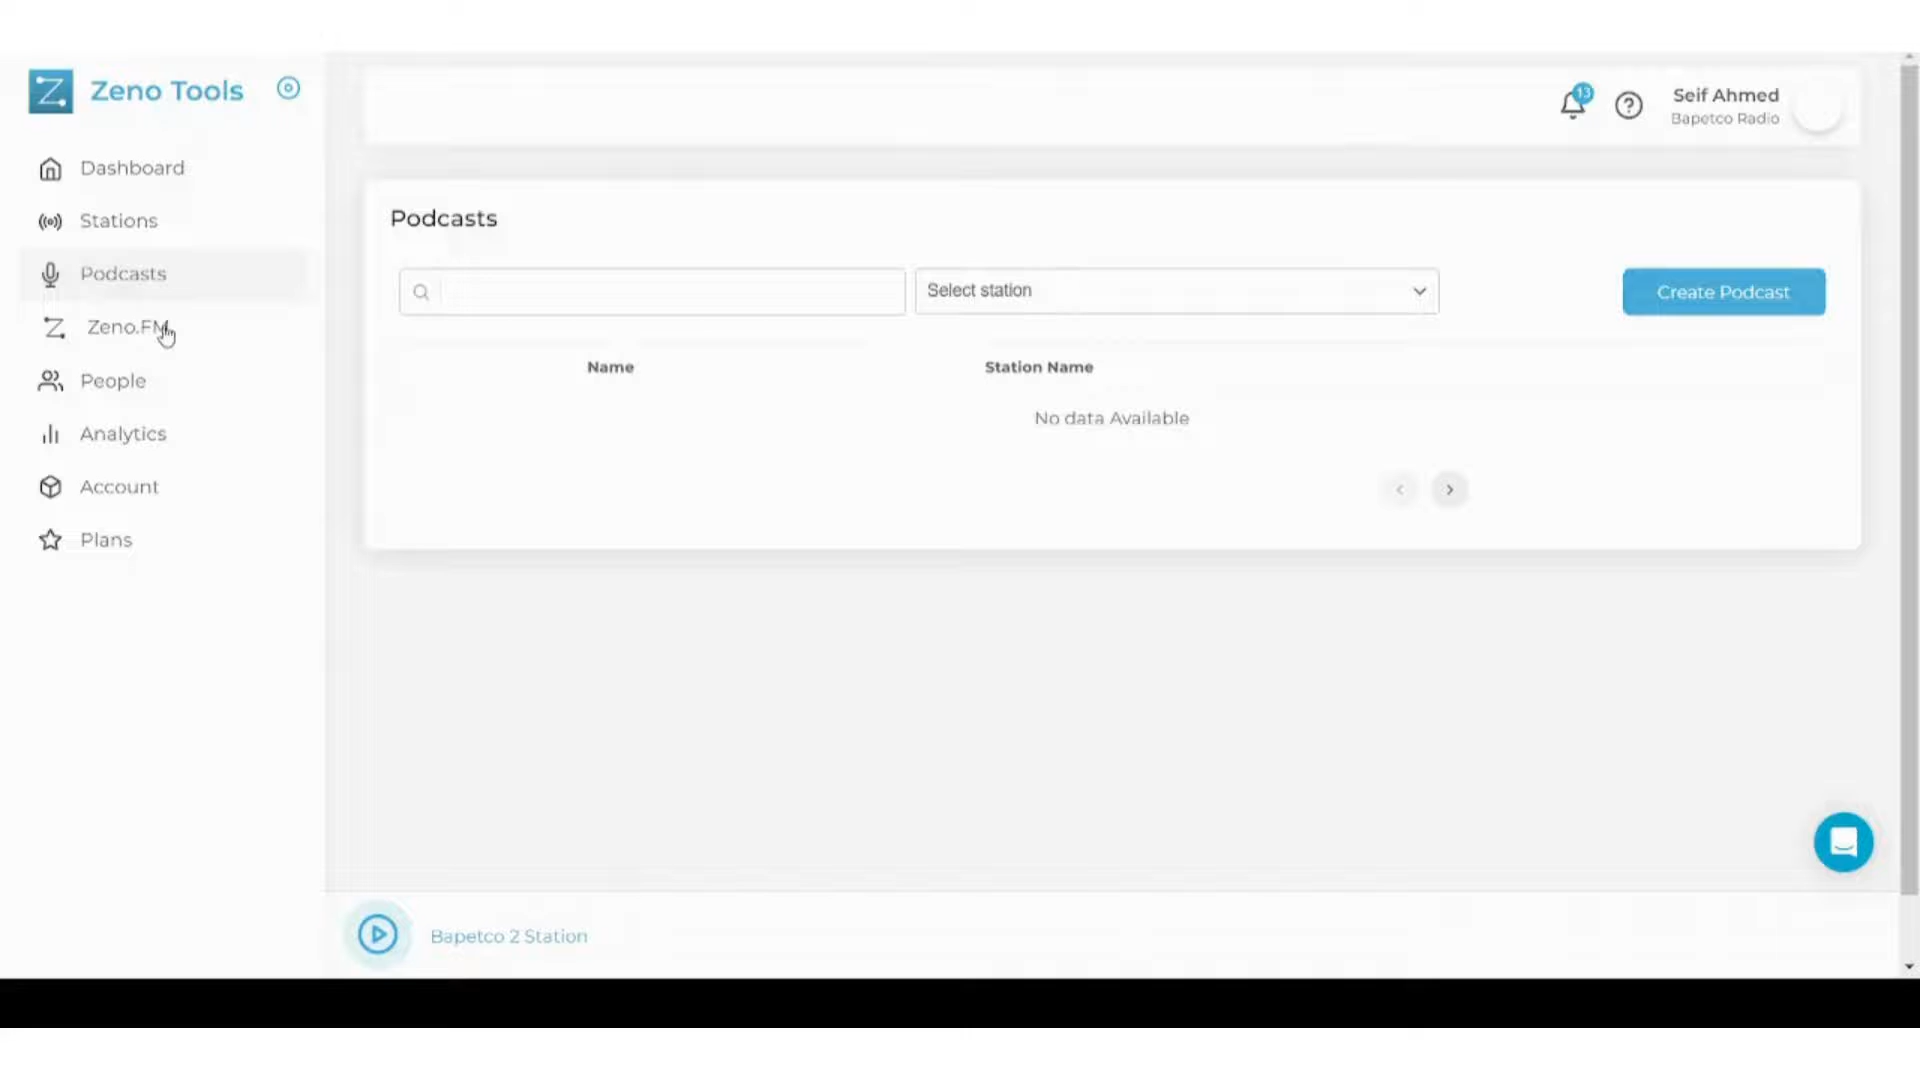 Zeno Tools
13
Seif Ahmed
Bapetco Radio
Dashboard
Stations
Podcasts
Zeno.FM
People
Analytics
Account
Plans
Podcasts
Select station
Create Podcast
Name
Station Name
No data Available
Bapetco 2 Station